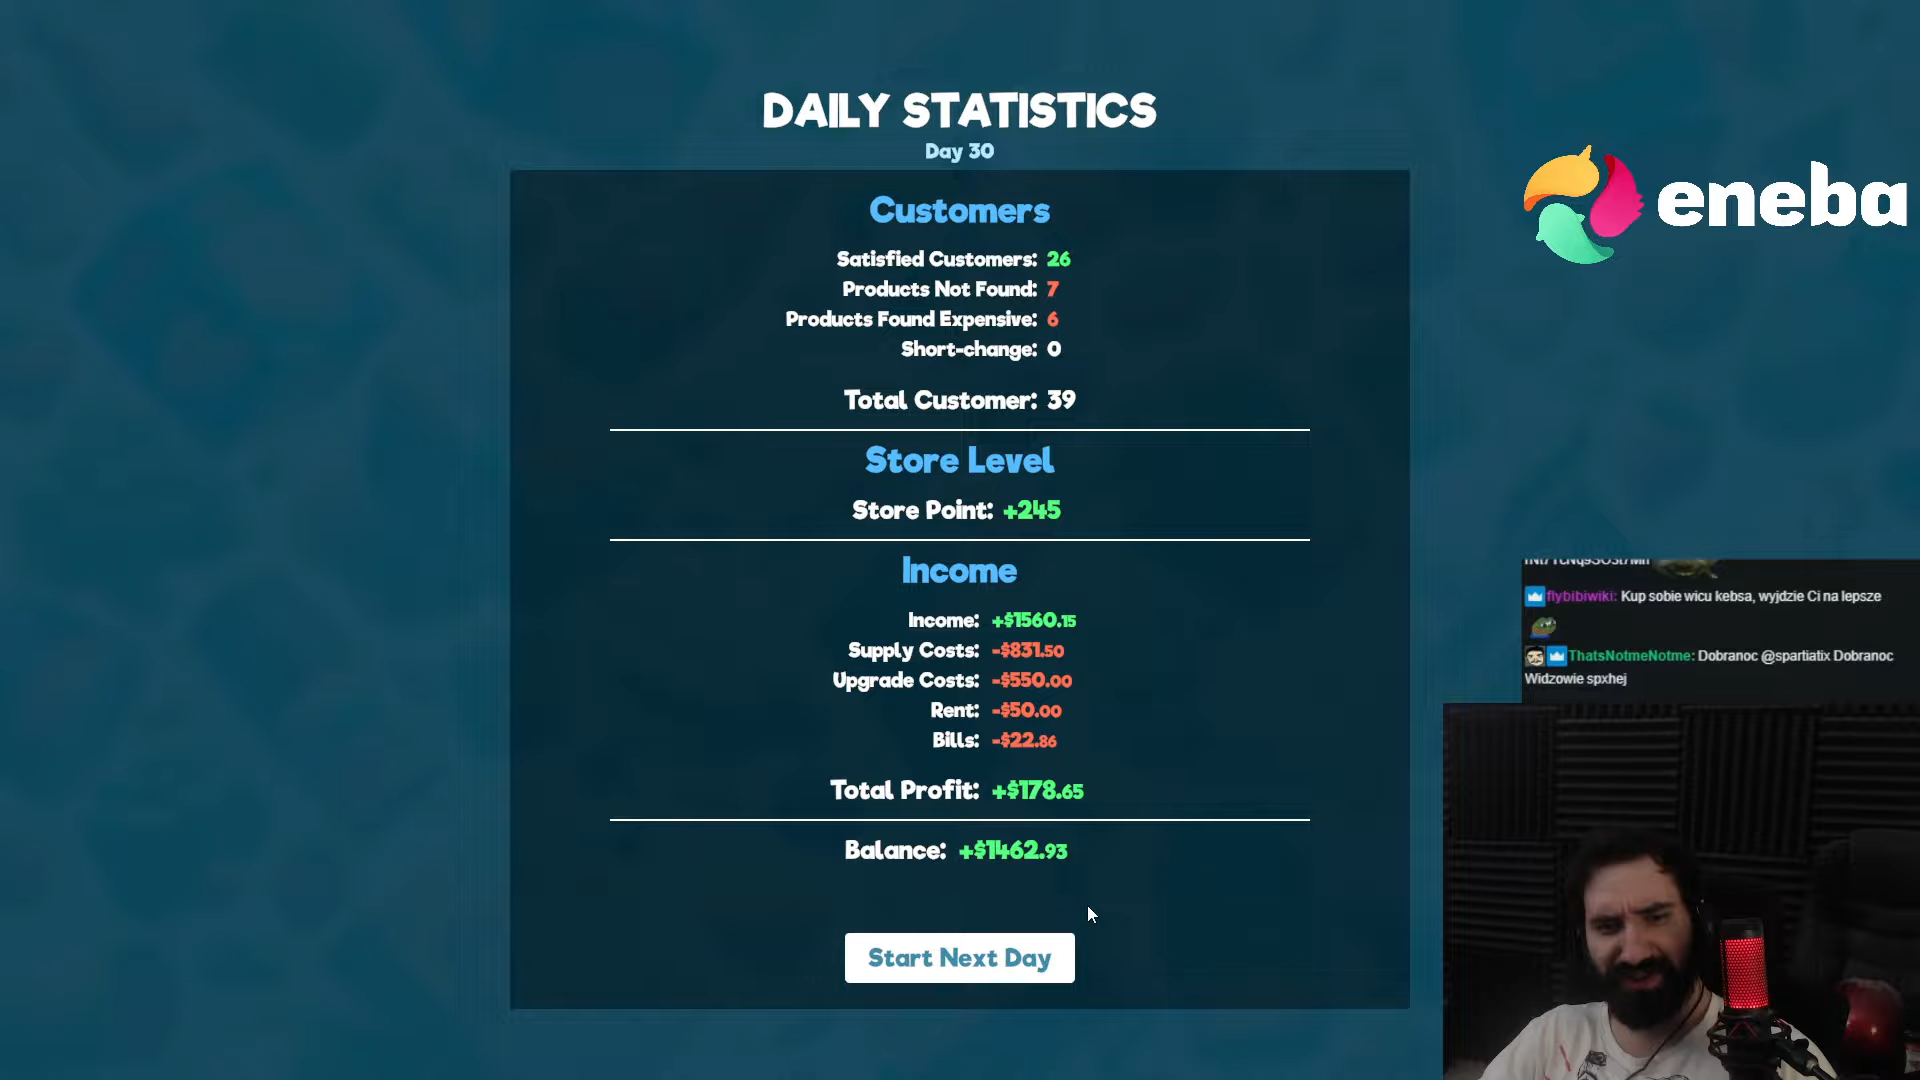 DAILY STATISTICS
Day 30
Customers
Satisfied Customers: 26
Products Not Found: 7
Products Found Expensive: 6
Short-change: 0
Total Customer: 39
Store Level
Store Point: +245
Income
Income: +$1560.15
Supply Costs: -$831.50
Upgrade Costs: -$550.00
Rent: -$50.00
Bills: -$22.86
Total Profit: +$178.65
Balance: +$1462.93
Start Next Day
eneba
flybibiwiki: Kup sobie wicu kebsa, wyjdzie Ci na lepsze
ThatsNotmeNotme: Dobranoc @spartiatix Dobranoc
Widzowie spxhej